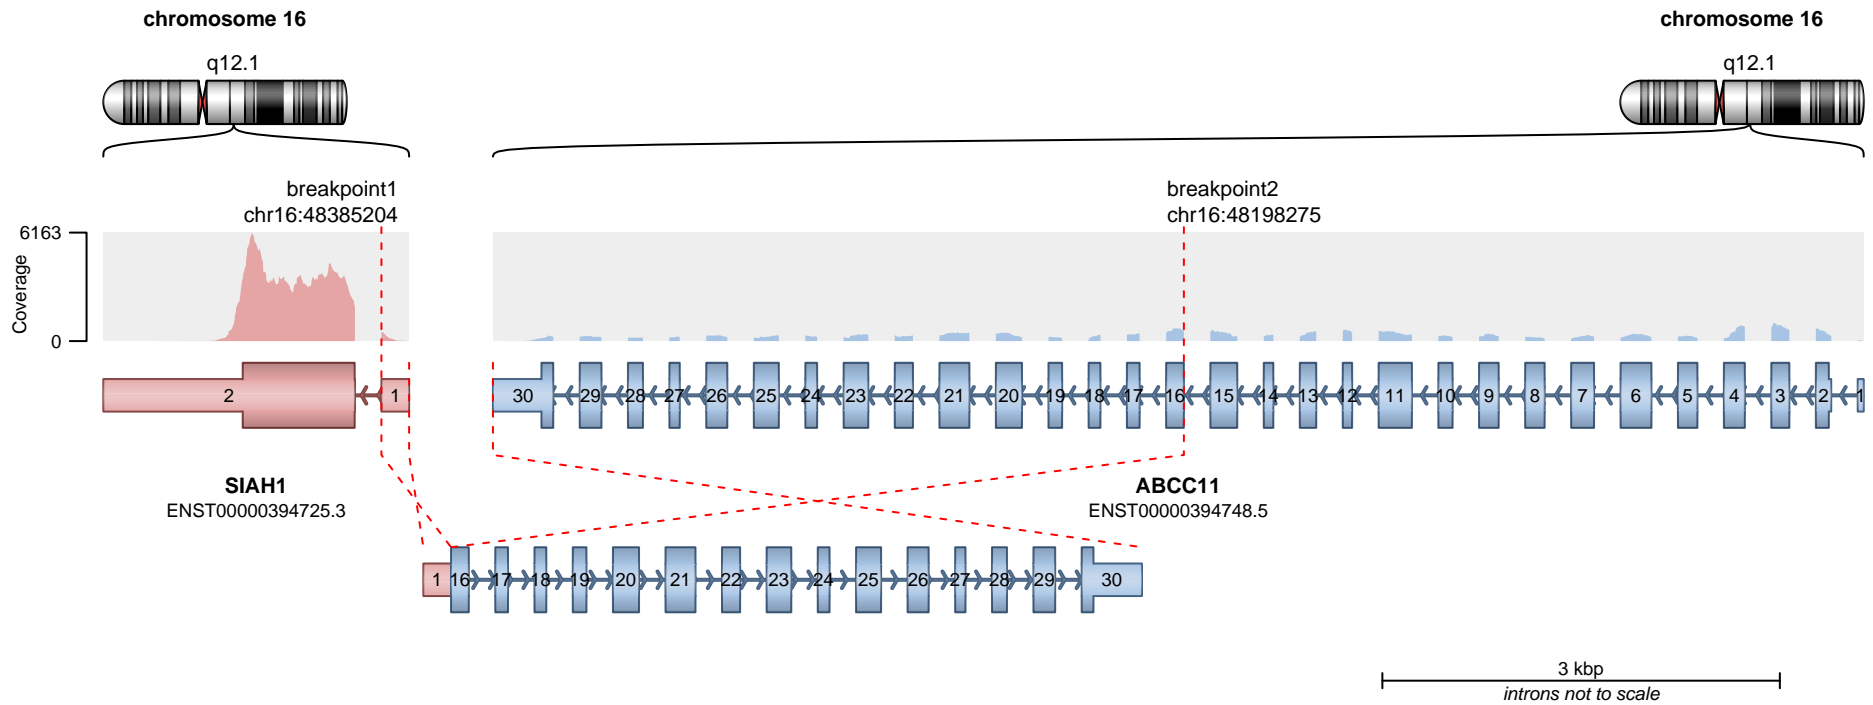 chromosome 16
chromosome 16
q12.1
q12.1
breakpoint1
chr16:48385204
breakpoint2
chr16:48198275
6163
Coverage
0
2 1
30 29 28 27 26 25 24 23 22 21 20 19 18 17 16 15 14 13 12 11 10 9 8 7 6 5 4 3 2 1
SIAH1
ENST00000394725.3
ABCC11
ENST00000394748.5
1 16 17 18 19 20 21 22 23 24 25 26 27 28 29 30
3 kbp
introns not to scale